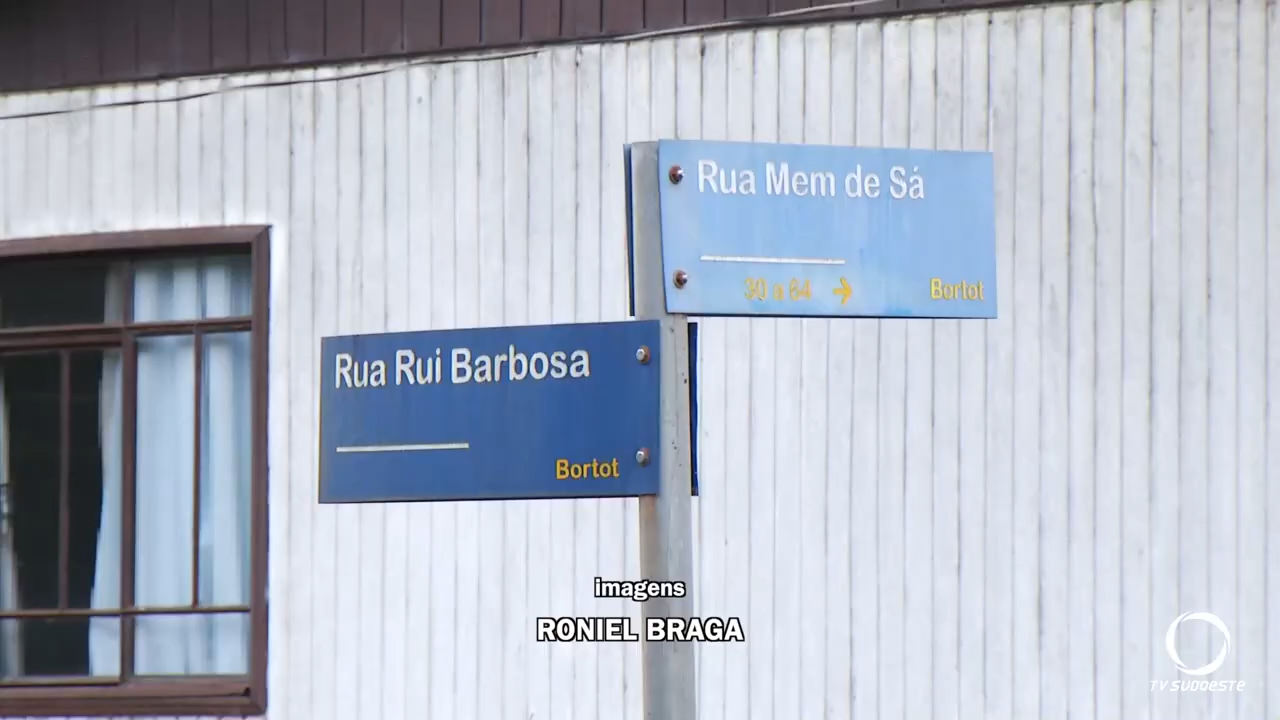 Rua Mem de Sá
30 a 84 →
Bortot
Rua Rui Barbosa
Bortot
imagens
RONIEL BRAGA
TV SUDOESTE